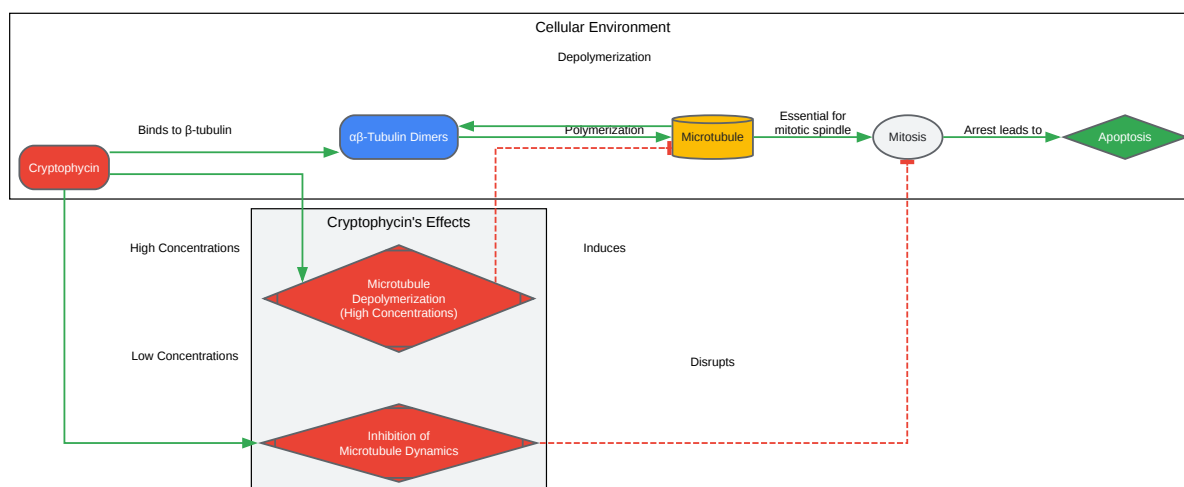 Cellular Environment
Depolymerization
Binds to β-tubulin
αβ-Tubulin Dimers
Polymerization
Microtubule
Essential for
mitotic spindle
Mitosis
Arrest leads to
Apoptosis
Cryptophycin
Cryptophycin's Effects
High Concentrations
Induces
Microtubule
Depolymerization
(High Concentrations)
Low Concentrations
Disrupts
Inhibition of
Microtubule Dynamics